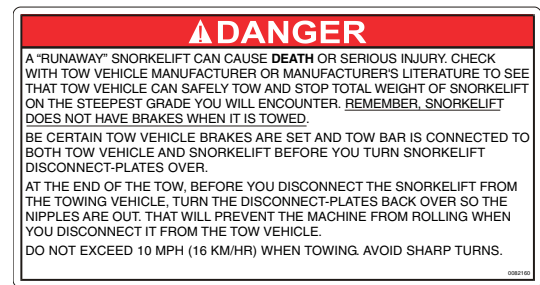 DANGER
A "RUNAWAY" SNORKELIFT CAN CAUSE DEATH OR SERIOUS INJURY. CHECK
WITH TOW VEHICLE MANUFACTURER OR MANUFACTURER'S LITERATURE TO SEE
THAT TOW VEHICLE CAN SAFELY TOW AND STOP TOTAL WEIGHT OF SNORKELIFT
ON THE STEEPEST GRADE YOU WILL ENCOUNTER. REMEMBER, SNORKELIFT
DOES NOT HAVE BRAKES WHEN IT IS TOWED.
BE CERTAIN TOW VEHICLE BRAKES ARE SET AND TOW BAR IS CONNECTED TO
BOTH TOW VEHICLE AND SNORKELIFT BEFORE YOU TURN SNORKELIFT
DISCONNECT-PLATES OVER.
AT THE END OF THE TOW, BEFORE YOU DISCONNECT THE SNORKELIFT FROM
THE TOWING VEHICLE, TURN THE DISCONNECT-PLATES BACK OVER SO THE
NIPPLES ARE OUT. THAT WILL PREVENT THE MACHINE FROM ROLLING WHEN
YOU DISCONNECT IT FROM THE TOW VEHICLE.
DO NOT EXCEED 10 MPH (16 KM/HR) WHEN TOWING. AVOID SHARP TURNS.
0082160